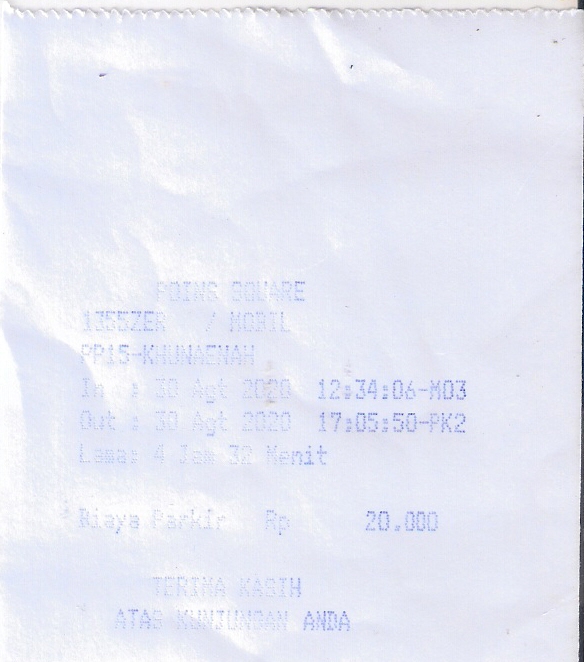 POINS SQUARE
1355ZER / MOBIL
PP15-KHUNAENAH
In : 30 Agt 2020 12:34:06-M03
Out : 30 Agt 2020 17:05:50-PK2
Lama: 4 Jam 32 Menit
Biaya Parkir Rp 20.000
TERIMA KASIH
ATAS KUNJUNGAN ANDA